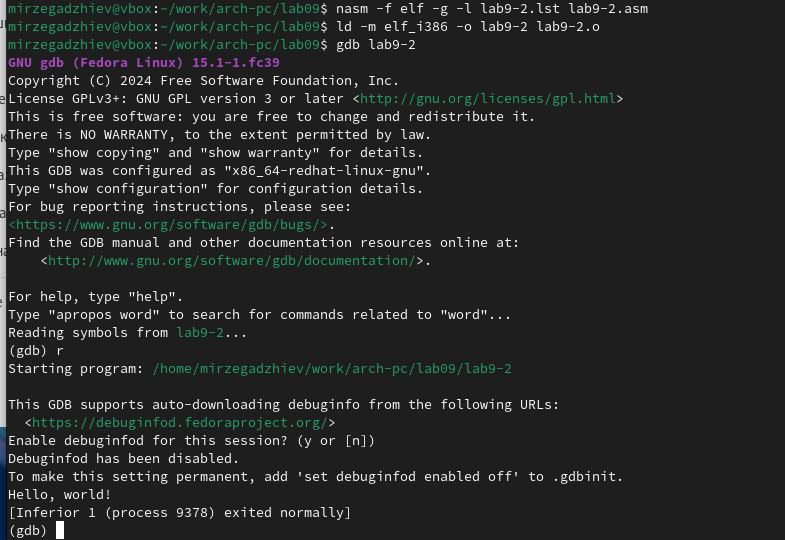 mirzegadzhiev@vbox:~/work/arch-pc/lab09$ nasm -f elf -g -l lab9-2.lst lab9-2.asm
mirzegadzhiev@vbox:~/work/arch-pc/lab09$ ld -m elf_i386 -o lab9-2 lab9-2.o
mirzegadzhiev@vbox:~/work/arch-pc/lab09$ gdb lab9-2
GNU gdb (Fedora Linux) 15.1-1.fc39
Copyright (C) 2024 Free Software Foundation, Inc.
License GPLv3+: GNU GPL version 3 or later <http://gnu.org/licenses/gpl.html>
This is free software: you are free to change and redistribute it.
There is NO WARRANTY, to the extent permitted by law.
Type "show copying" and "show warranty" for details.
This GDB was configured as "x86_64-redhat-linux-gnu".
Type "show configuration" for configuration details.
For bug reporting instructions, please see:
<https://www.gnu.org/software/gdb/bugs/>.
Find the GDB manual and other documentation resources online at:
    <http://www.gnu.org/software/gdb/documentation/>.

For help, type "help".
Type "apropos word" to search for commands related to "word"...
Reading symbols from lab9-2...
(gdb) r
Starting program: /home/mirzegadzhiev/work/arch-pc/lab09/lab9-2

This GDB supports auto-downloading debuginfo from the following URLs:
  <https://debuginfod.fedoraproject.org/>
Enable debuginfod for this session? (y or [n])
Debuginfod has been disabled.
To make this setting permanent, add 'set debuginfod enabled off' to .gdbinit.
Hello, world!
[Inferior 1 (process 9378) exited normally]
(gdb)